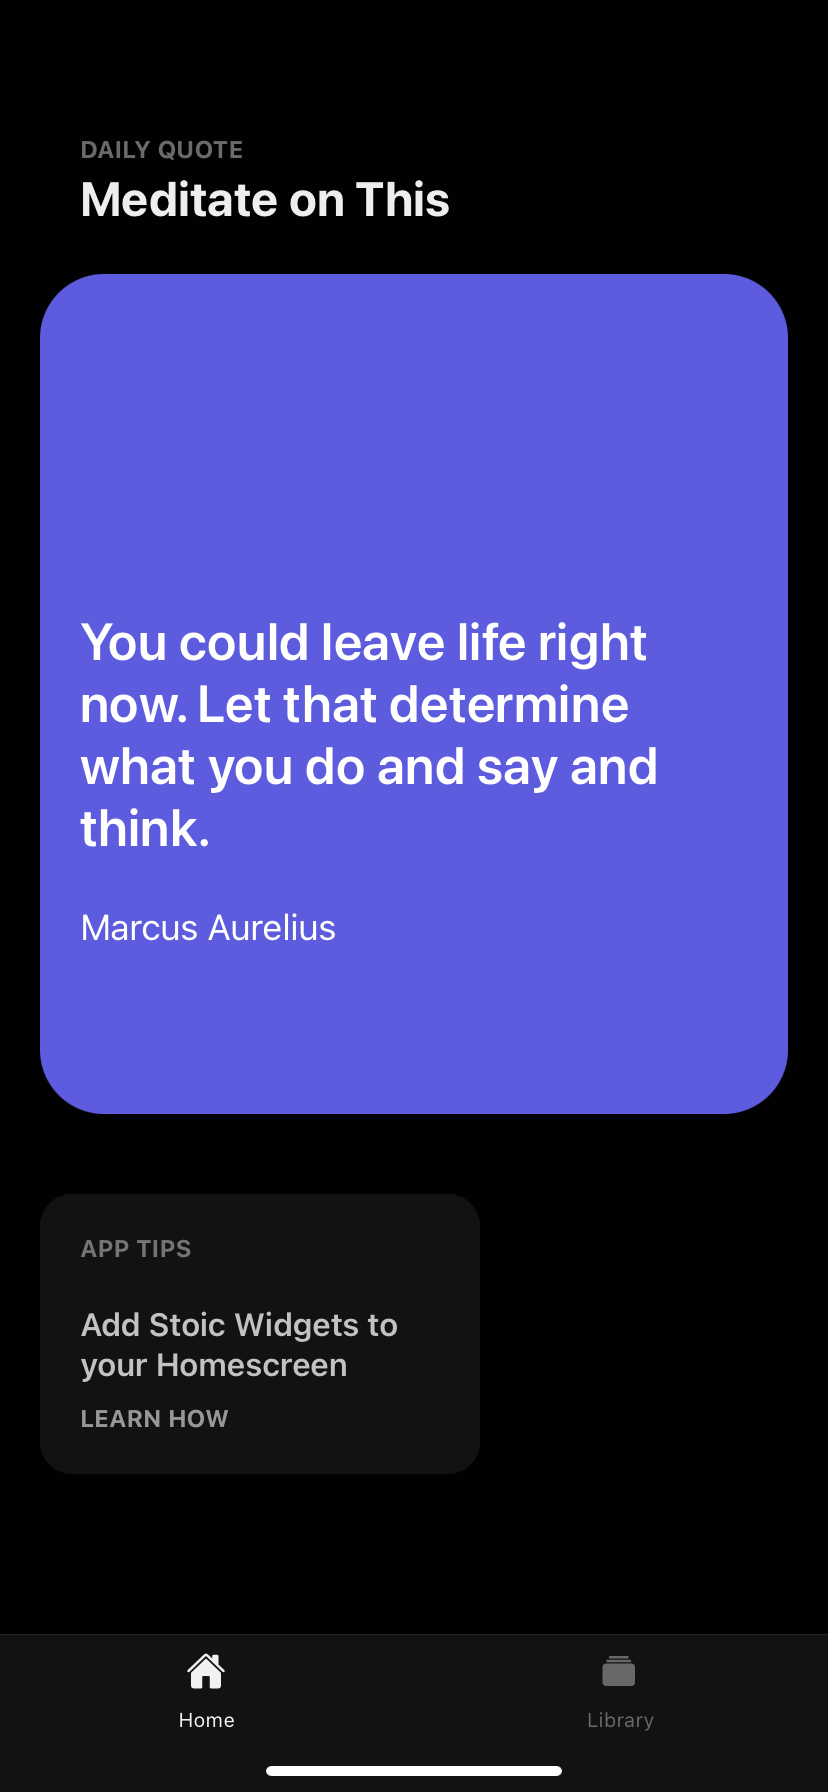 DAILY QUOTE
Meditate on This
You could leave life right
now. Let that determine
what you do and say and
think.
Marcus Aurelius
APP TIPS
Add Stoic Widgets to
your Homescreen
LEARN HOW
Home
Library